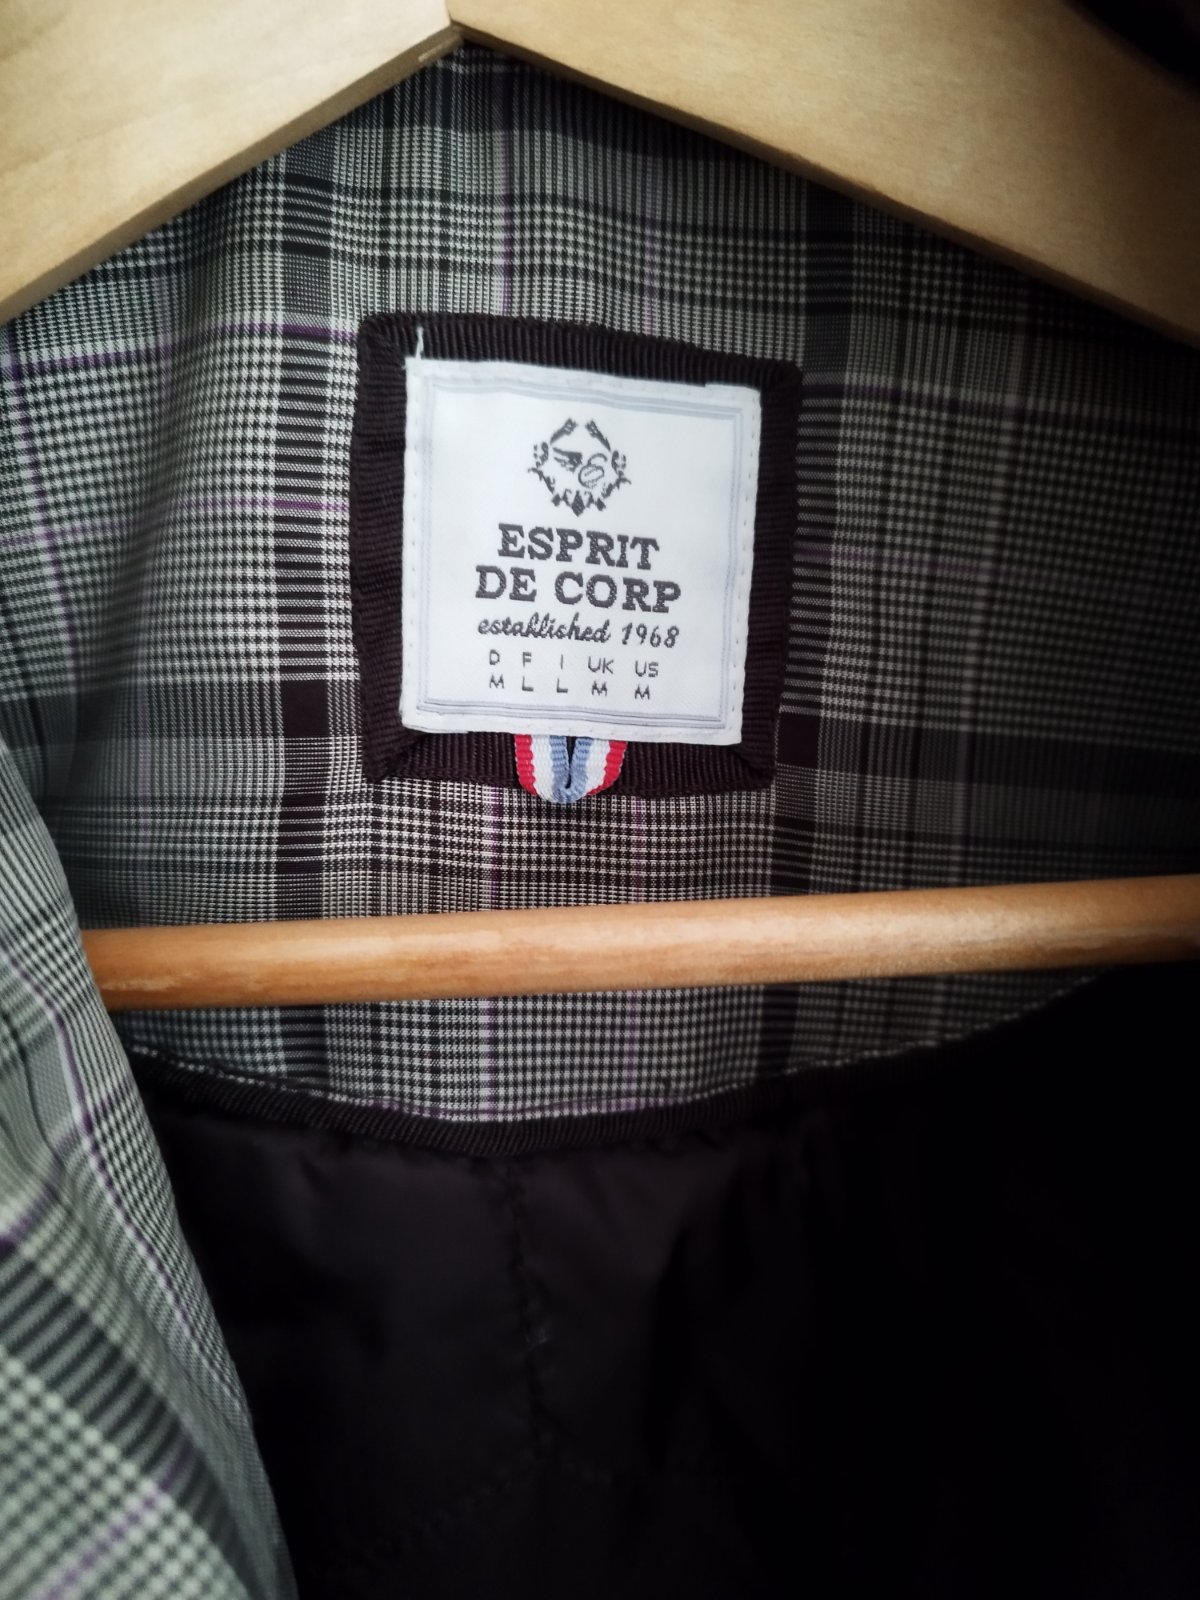 ESPRIT
DE CORP
established 1968
D F I UK US
M L L M M